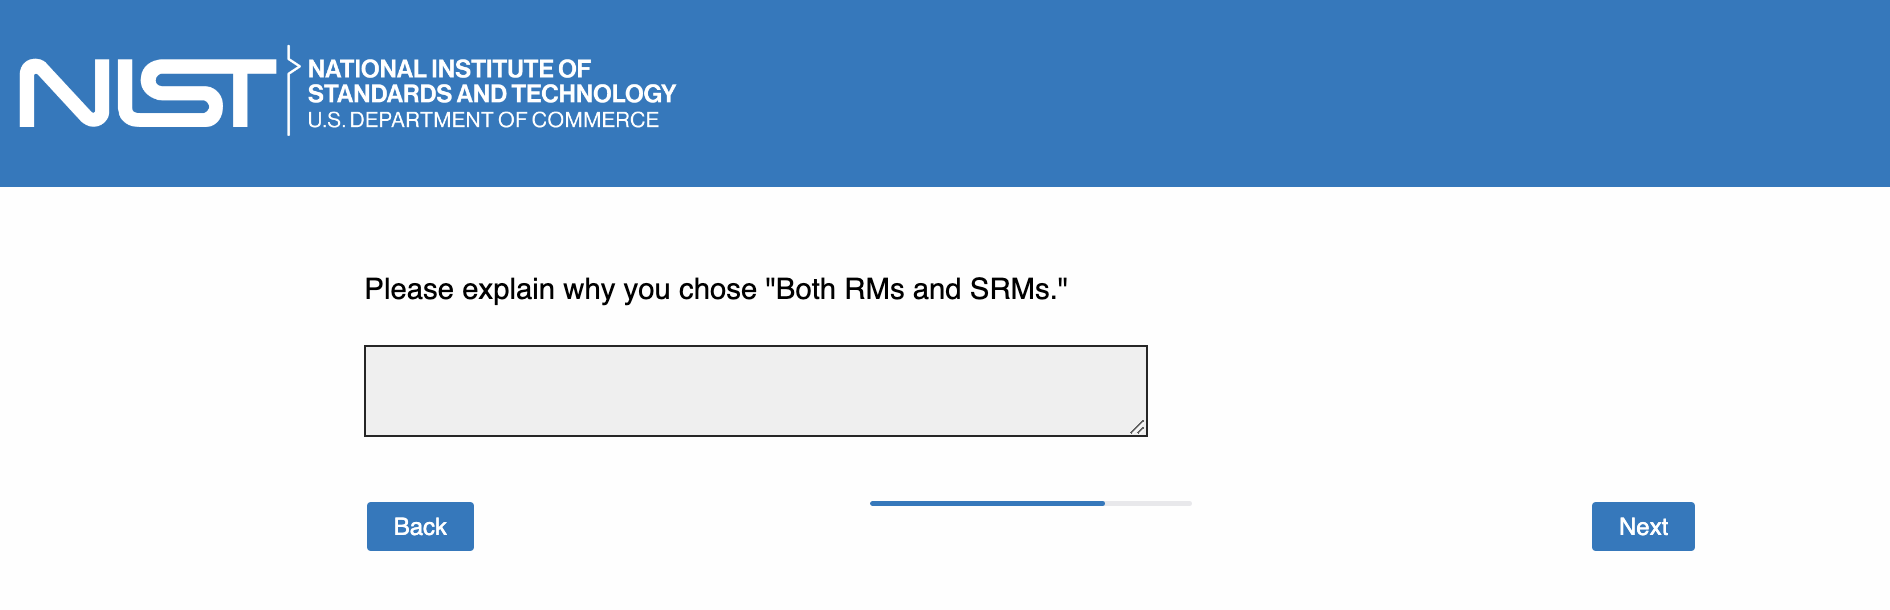 NIST
NATIONAL INSTITUTE OF
STANDARDS AND TECHNOLOGY
U.S. DEPARTMENT OF COMMERCE
Please explain why you chose "Both RMs and SRMs."
Back
Next